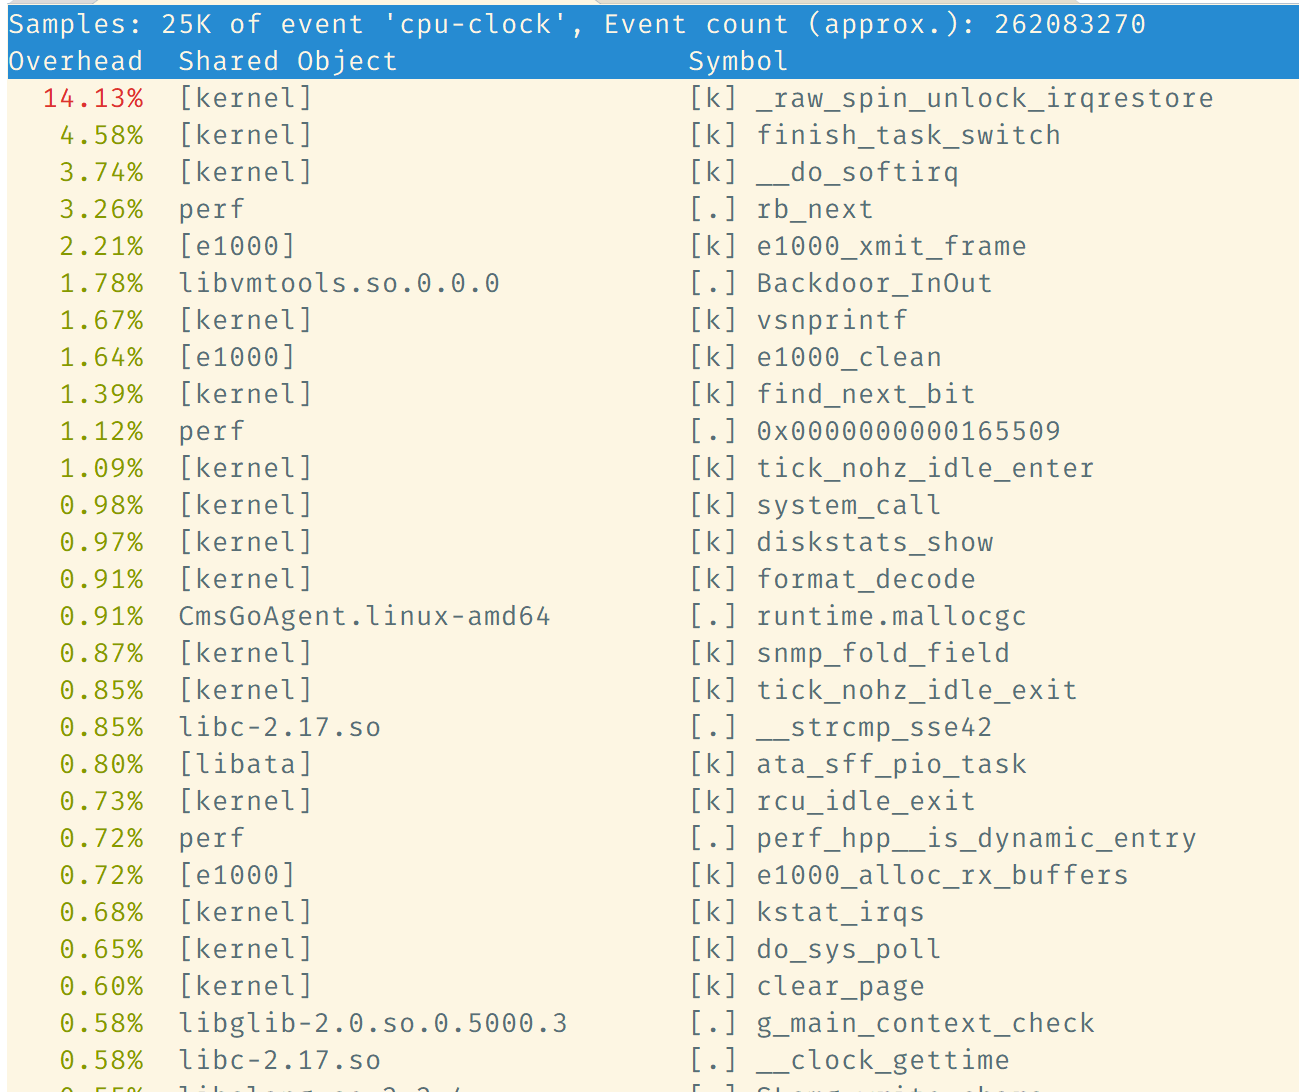 Samples: 25K of event 'cpu-clock', Event count (approx.): 262083270
Overhead  Shared Object                       Symbol
  14.13%  [kernel]                      [k] _raw_spin_unlock_irqrestore
   4.58%  [kernel]                      [k] finish_task_switch
   3.74%  [kernel]                      [k] __do_softirq
   3.26%  perf                          [.] rb_next
   2.21%  [e1000]                       [k] e1000_xmit_frame
   1.78%  libvmtools.so.0.0.0           [.] Backdoor_InOut
   1.67%  [kernel]                      [k] vsnprintf
   1.64%  [e1000]                       [k] e1000_clean
   1.39%  [kernel]                      [k] find_next_bit
   1.12%  perf                          [.] 0x0000000000165509
   1.09%  [kernel]                      [k] tick_nohz_idle_enter
   0.98%  [kernel]                      [k] system_call
   0.97%  [kernel]                      [k] diskstats_show
   0.91%  [kernel]                      [k] format_decode
   0.91%  CmsGoAgent.linux-amd64        [.] runtime.mallocgc
   0.87%  [kernel]                      [k] snmp_fold_field
   0.85%  [kernel]                      [k] tick_nohz_idle_exit
   0.85%  libc-2.17.so                  [.] __strcmp_sse42
   0.80%  [libata]                      [k] ata_sff_pio_task
   0.73%  [kernel]                      [k] rcu_idle_exit
   0.72%  perf                          [.] perf_hpp__is_dynamic_entry
   0.72%  [e1000]                       [k] e1000_alloc_rx_buffers
   0.68%  [kernel]                      [k] kstat_irqs
   0.65%  [kernel]                      [k] do_sys_poll
   0.60%  [kernel]                      [k] clear_page
   0.58%  libglib-2.0.so.0.5000.3       [.] g_main_context_check
   0.58%  libc-2.17.so                  [.] __clock_gettime